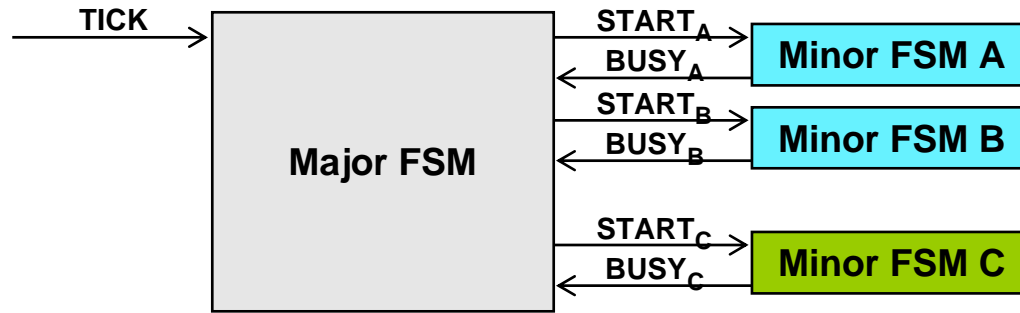 TICK
Major FSM
START_A
BUSY_A
Minor FSM A
START_B
BUSY_B
Minor FSM B
START_C
BUSY_C
Minor FSM C